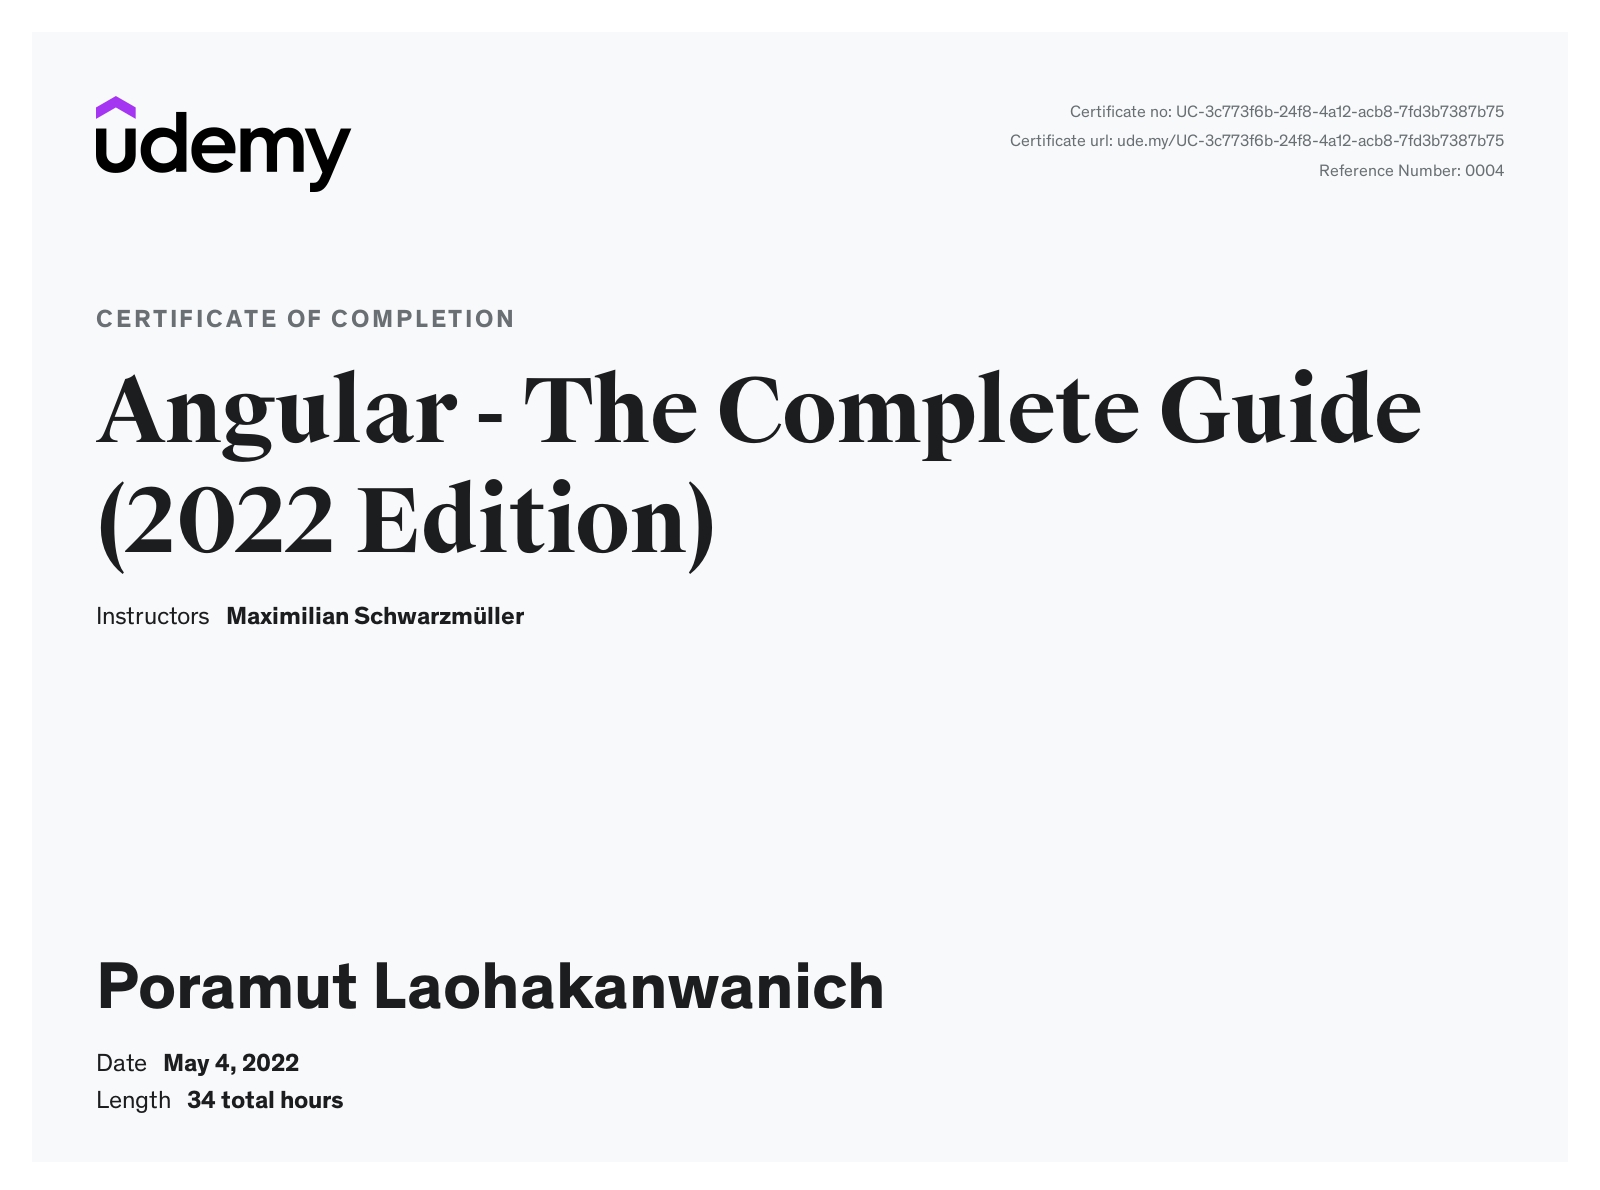 udemy
Certificate no: UC-3c773f6b-24f8-4a12-acb8-7fd3b7387b75
Certificate url: ude.my/UC-3c773f6b-24f8-4a12-acb8-7fd3b7387b75
Reference Number: 0004
CERTIFICATE OF COMPLETION
Angular - The Complete Guide
(2022 Edition)
Instructors Maximilian Schwarzmüller
Poramut Laohakanwanich
Date May 4, 2022
Length 34 total hours